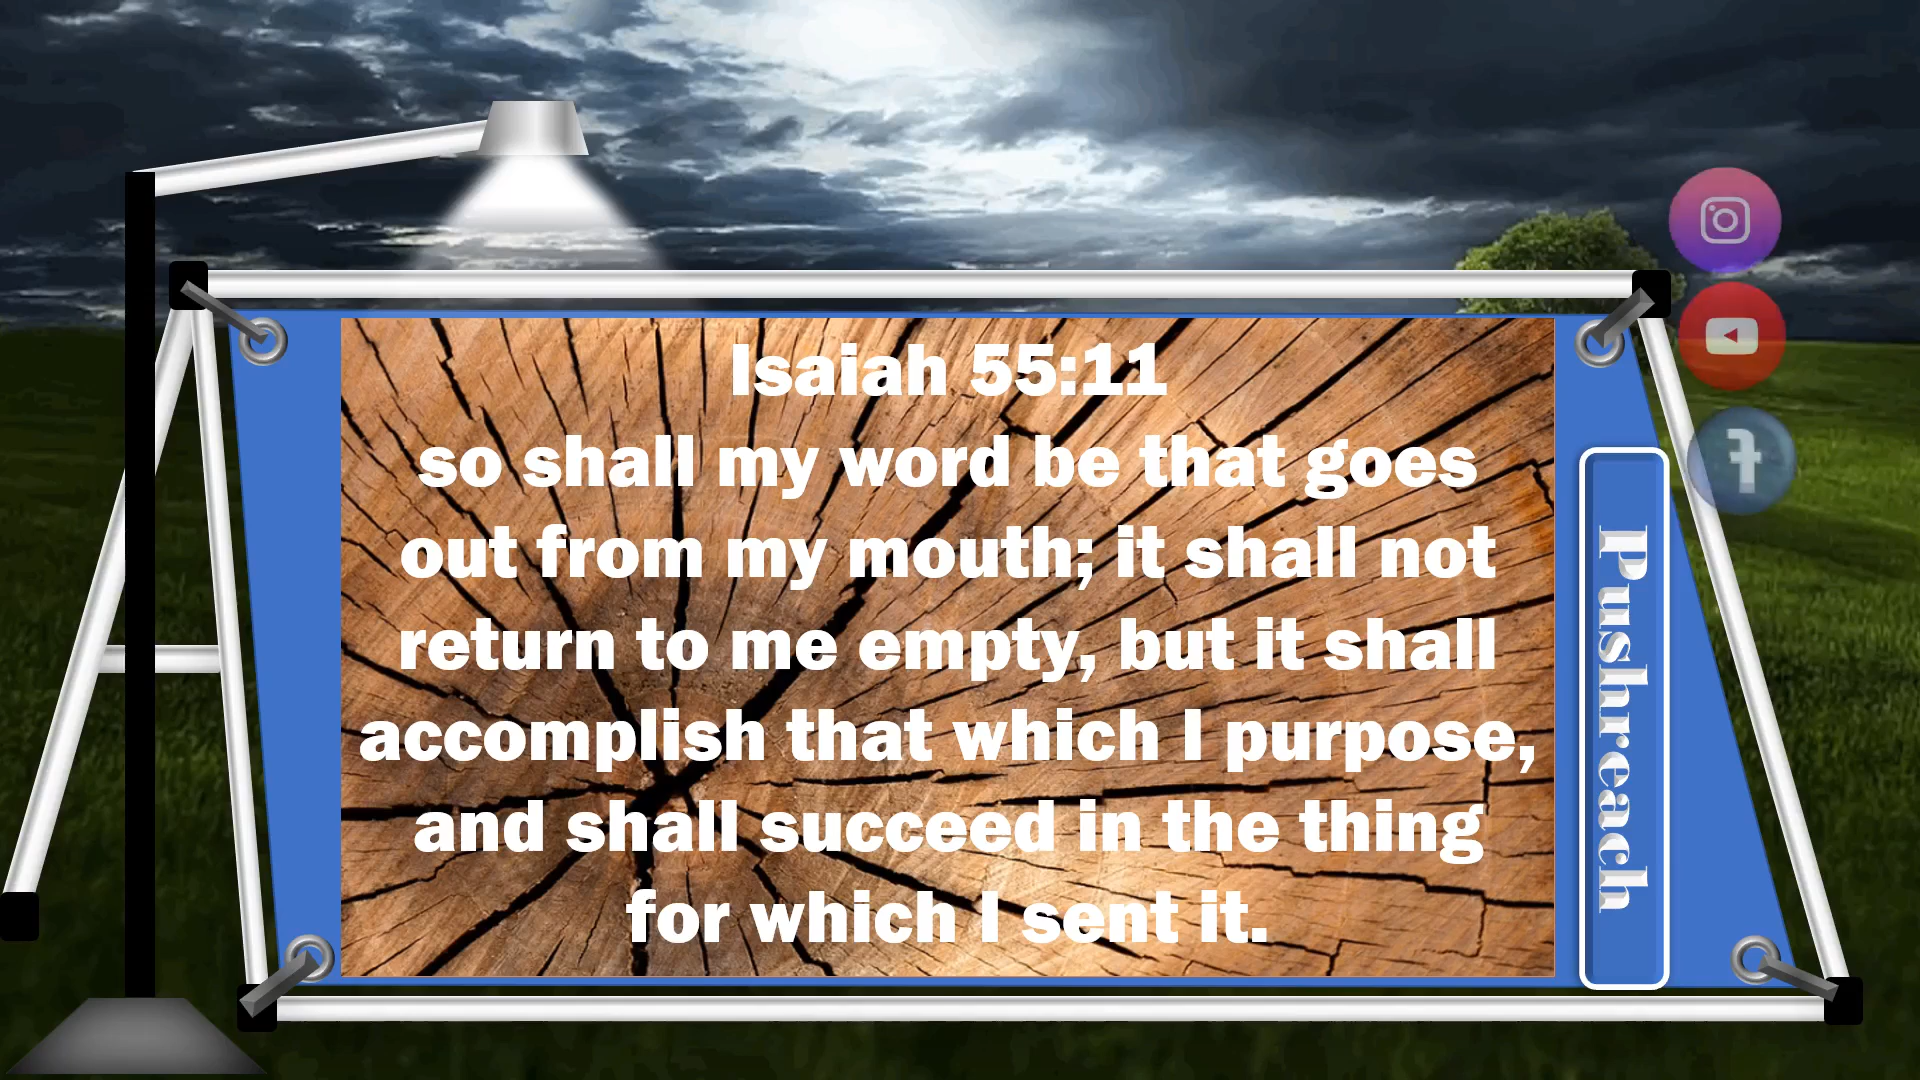 Isaiah 55:11
so shall my word be that goes
out from my mouth; it shall not
return to me empty, but it shall
accomplish that which I purpose,
and shall succeed in the thing
for which I sent it.
Pushreach